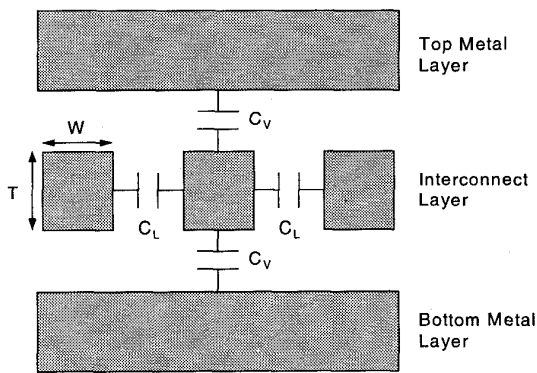 Top Metal
Layer
C_V
W
T
Interconnect
Layer
C_L
C_L
C_V
Bottom Metal
Layer